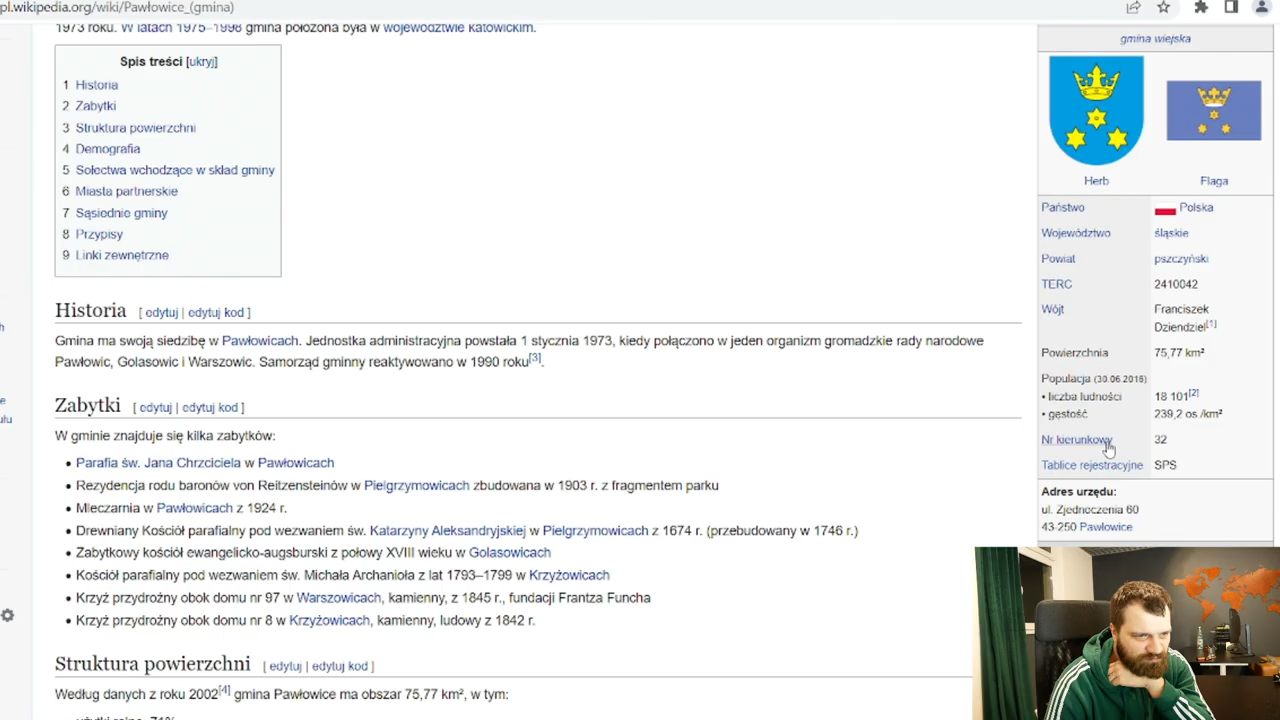 pl.wikipedia.org/wiki/Pawłowice_(gmina)
1973 roku. W latach 1975–1998 gmina położona była w województwie katowickim.
Spis treści [ukryj]
1 Historia
2 Zabytki
3 Struktura powierzchni
4 Demografia
5 Sołectwa wchodzące w skład gminy
6 Miasta partnerskie
7 Sąsiednie gminy
8 Przypisy
9 Linki zewnętrzne
Historia [ edytuj | edytuj kod ]
Gmina ma swoją siedzibę w Pawłowicach. Jednostka administracyjna powstała 1 stycznia 1973, kiedy połączono w jeden organizm gromadzkie rady narodowe
Pawłowic, Golasowic i Warszowic. Samorząd gminny reaktywowano w 1990 roku[3].
Zabytki [ edytuj | edytuj kod ]
W gminie znajduje się kilka zabytków:
• Parafia św. Jana Chrzciciela w Pawłowicach
• Rezydencja rodu baronów von Reitzensteinów w Pielgrzymowicach zbudowana w 1903 r. z fragmentem parku
• Mleczarnia w Pawłowicach z 1924 r.
• Drewniany Kościół parafialny pod wezwaniem św. Katarzyny Aleksandryjskiej w Pielgrzymowicach z 1674 r. (przebudowany w 1746 r.)
• Zabytkowy kościół ewangelicko-augsburski z połowy XVIII wieku w Golasowicach
• Kościół parafialny pod wezwaniem św. Michała Archanioła z lat 1793–1799 w Krzyżowicach
• Krzyż przydrożny obok domu nr 97 w Warszowicach, kamienny, z 1845 r., fundacji Frantza Funcha
• Krzyż przydrożny obok domu nr 8 w Krzyżowicach, kamienny, ludowy z 1842 r.
Struktura powierzchni [ edytuj | edytuj kod ]
Według danych z roku 2002[4] gmina Pawłowice ma obszar 75,77 km², w tym:
użytki rolne: 71%
gmina wiejska
Herb Flaga
Państwo Polska
Województwo śląskie
Powiat pszczyński
TERC 2410042
Wójt Franciszek
Dziendziel[1]
Powierzchnia 75,77 km²
Populacja (30.06.2016)
• liczba ludności 18 101[2]
• gęstość 239,2 os./km²
Nr kierunkowy 32
Tablice rejestracyjne SPS
Adres urzędu:
ul. Zjednoczenia 60
43-250 Pawłowice